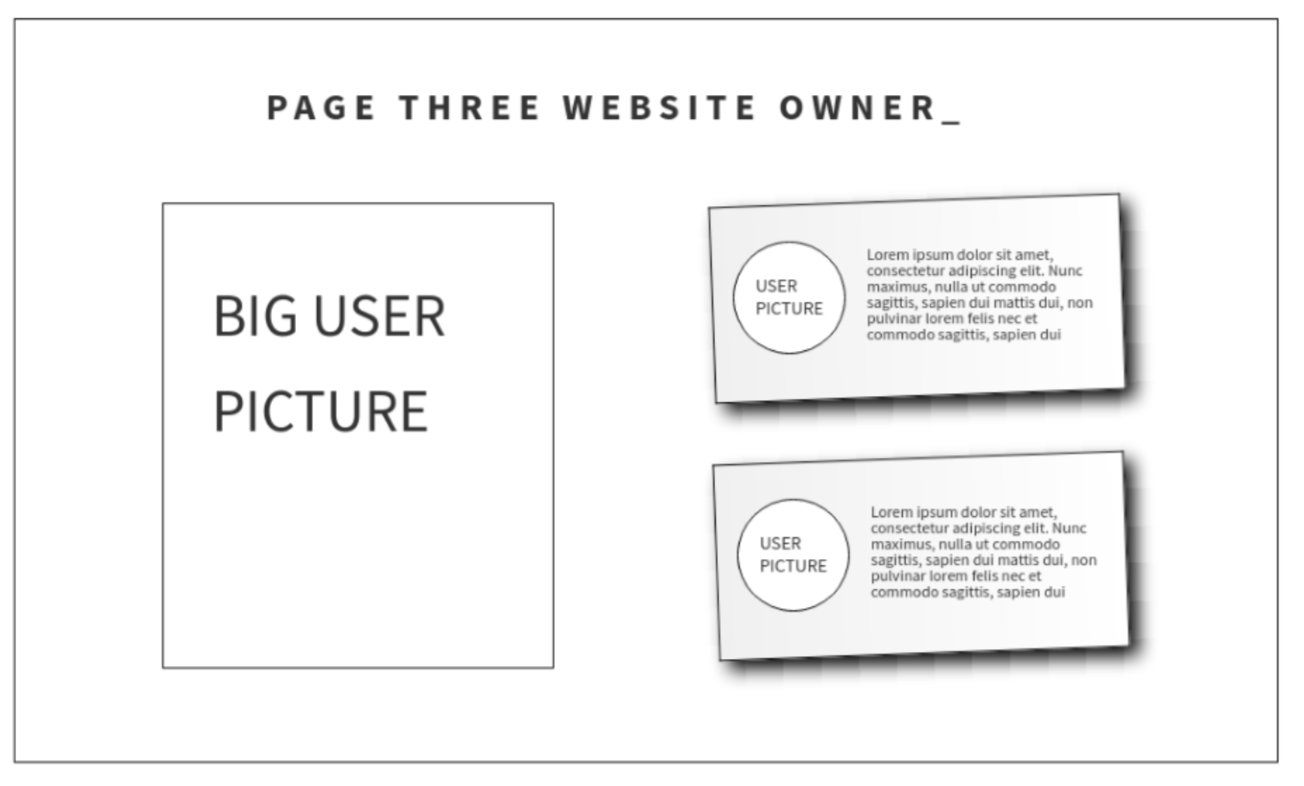 PAGE THREE WEBSITE OWNER_
BIG USER
PICTURE
USER
PICTURE
Lorem ipsum dolor sit amet,
consectetur adipiscing elit. Nunc
maximus, nulla ut commodo
sagittis, sapien dui mattis dui, non
pulvinar lorem felis nec et
commodo sagittis, sapien dui
USER
PICTURE
Lorem ipsum dolor sit amet,
consectetur adipiscing elit. Nunc
maximus, nulla ut commodo
sagittis, sapien dui mattis dui, non
pulvinar lorem felis nec et
commodo sagittis, sapien dui